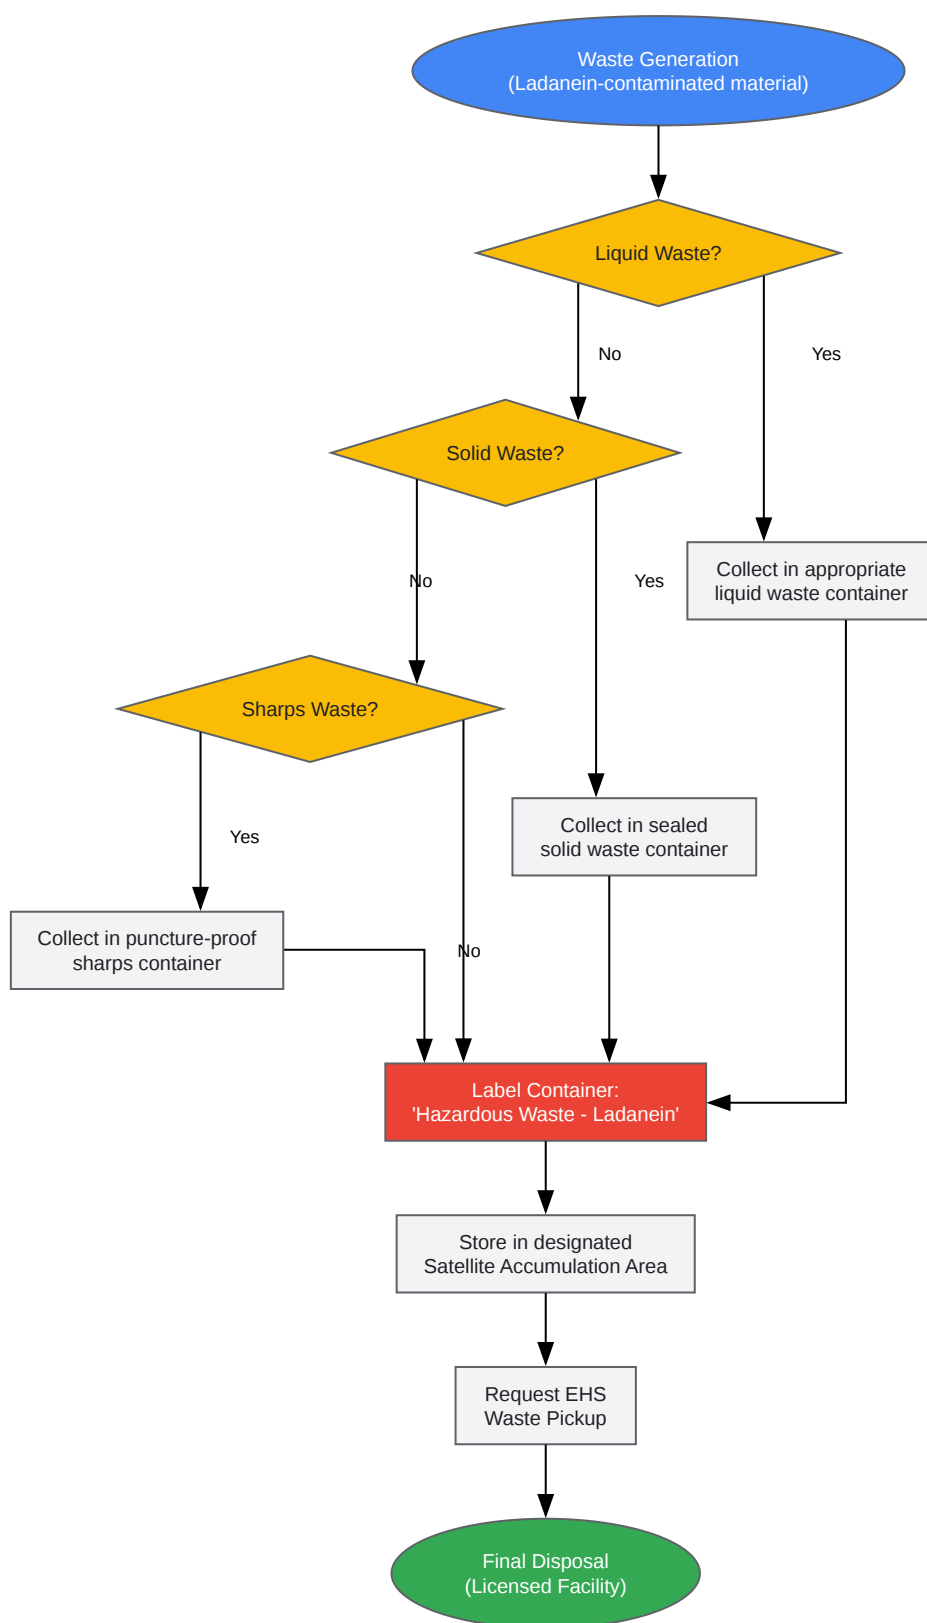 Waste Generation
(Ladanein-contaminated material)
Liquid Waste?
No
Yes
Solid Waste?
No
Yes
Collect in appropriate
liquid waste container
Sharps Waste?
Yes
No
Collect in sealed
solid waste container
Collect in puncture-proof
sharps container
Label Container:
'Hazardous Waste - Ladanein'
Store in designated
Satellite Accumulation Area
Request EHS
Waste Pickup
Final Disposal
(Licensed Facility)